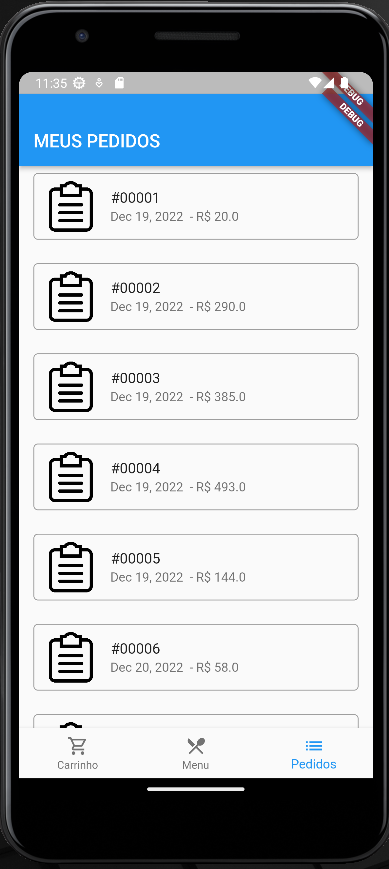 11:35
DEBUG
DEBUG
MEUS PEDIDOS
#00001
Dec 19, 2022 - R$ 20.0
#00002
Dec 19, 2022 - R$ 290.0
#00003
Dec 19, 2022 - R$ 385.0
#00004
Dec 19, 2022 - R$ 493.0
#00005
Dec 19, 2022 - R$ 144.0
#00006
Dec 20, 2022 - R$ 58.0
Carrinho
Menu
Pedidos